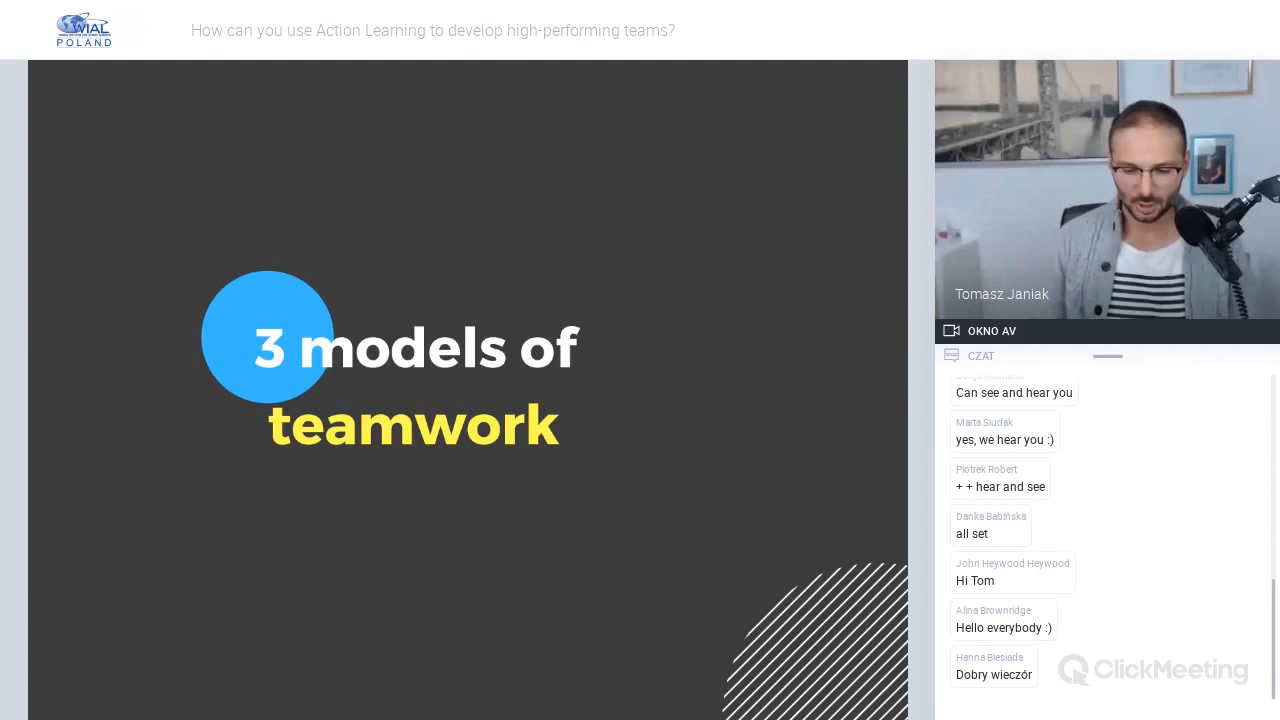 WIAL
POLAND
How can you use Action Learning to develop high-performing teams?
3 models of
teamwork
Tomasz Janiak
OKNO AV
CZAT
Can see and hear you
Marta Siudak
yes, we hear you :)
Piotrek Robert
+ + hear and see
Danka Babińska
all set
John Heywood Heywood
Hi Tom
Alina Brownridge
Hello everybody :)
Hanna Biesiada
Dobry wieczór
ClickMeeting